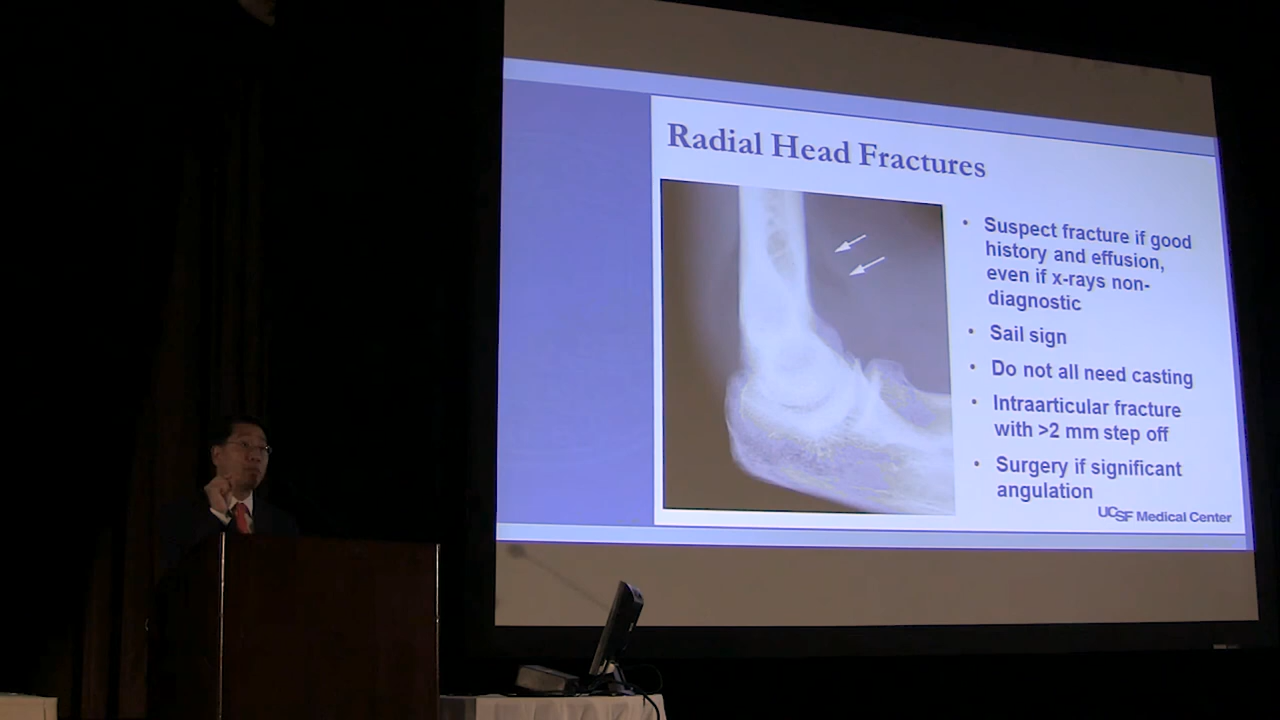 Radial Head Fractures
• Suspect fracture if good
history and effusion,
even if x-rays non-
diagnostic
• Sail sign
• Do not all need casting
• Intraarticular fracture
with >2 mm step off
• Surgery if significant
angulation
UCSF Medical Center